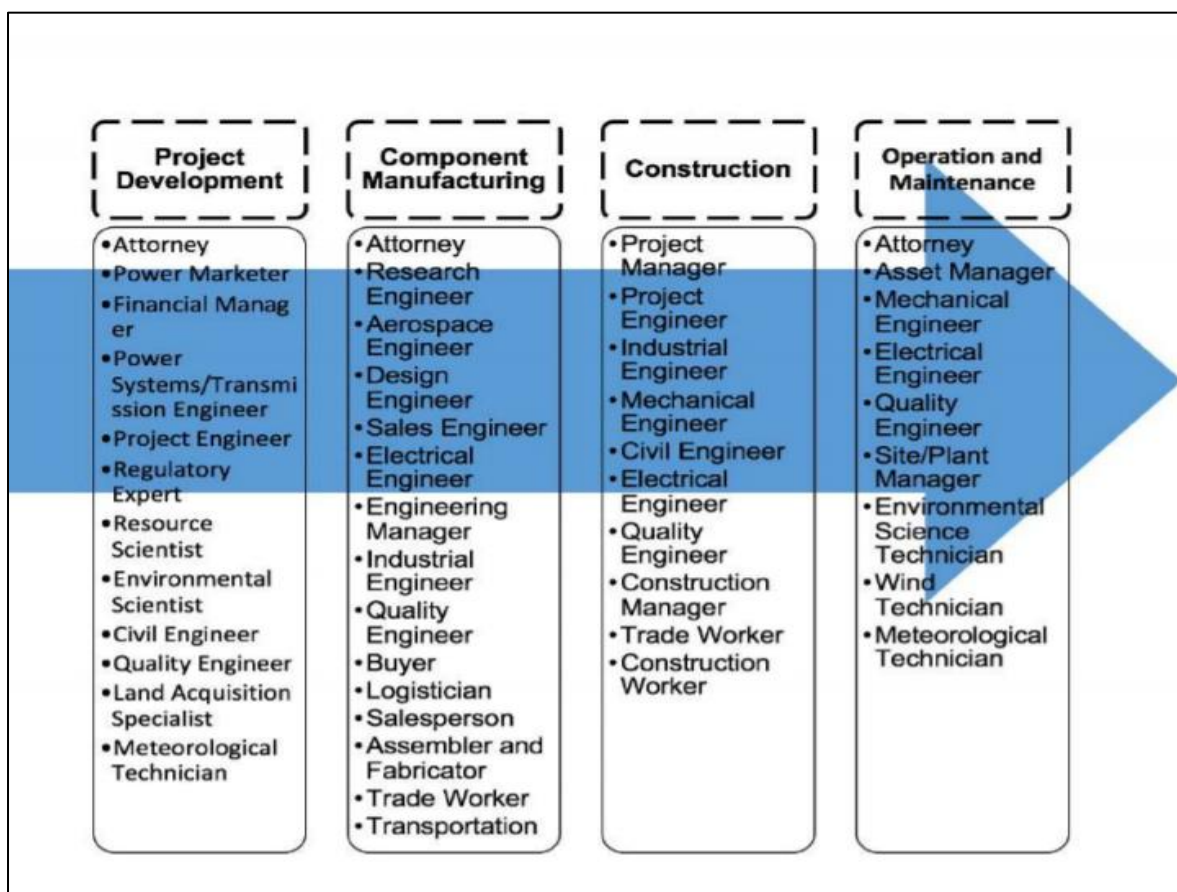 Project
Development
•Attorney
•Power Marketer
•Financial Manag
er
•Power
Systems/Transmi
ssion Engineer
•Project Engineer
•Regulatory
Expert
•Resource
Scientist
•Environmental
Scientist
•Civil Engineer
•Quality Engineer
•Land Acquisition
Specialist
•Meteorological
Technician
Component
Manufacturing
•Attorney
•Research
Engineer
•Aerospace
Engineer
•Design
Engineer
•Sales Engineer
•Electrical
Engineer
•Engineering
Manager
•Industrial
Engineer
•Quality
Engineer
•Buyer
•Logistician
•Salesperson
•Assembler and
Fabricator
•Trade Worker
•Transportation
Construction
•Project
Manager
•Project
Engineer
•Industrial
Engineer
•Mechanical
Engineer
•Civil Engineer
•Electrical
Engineer
•Quality
Engineer
•Construction
Manager
•Trade Worker
•Construction
Worker
Operation and
Maintenance
•Attorney
•Asset Manager
•Mechanical
Engineer
•Electrical
Engineer
•Quality
Engineer
•Site/Plant
Manager
•Environmental
Science
Technician
•Wind
Technician
•Meteorological
Technician